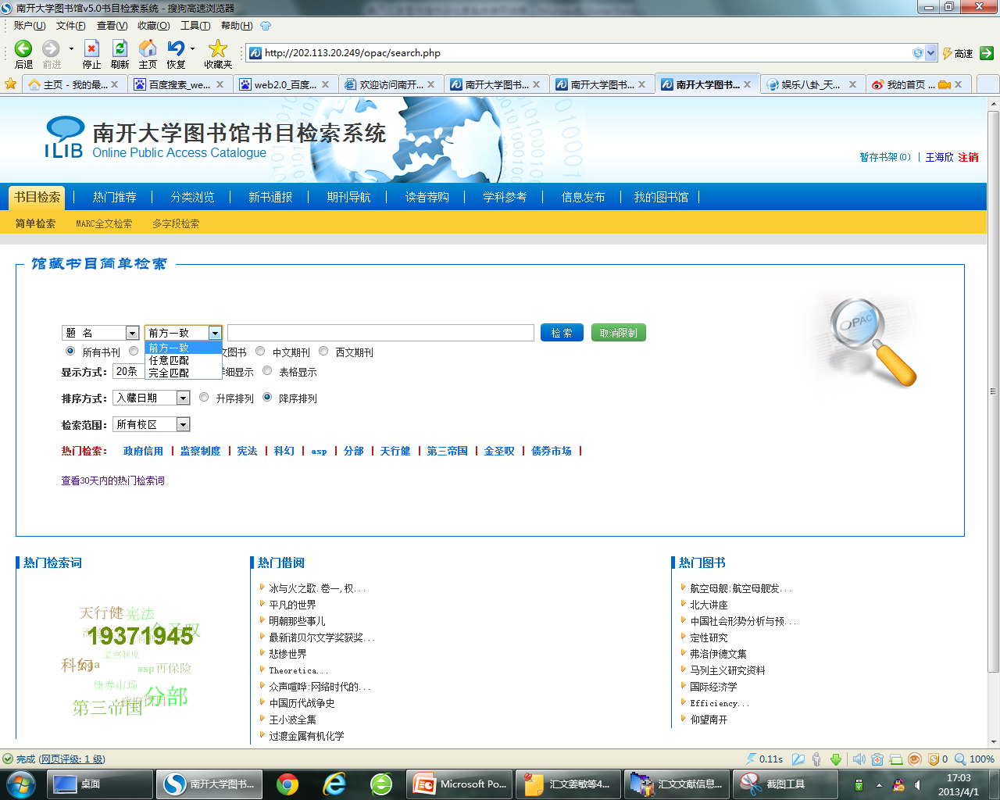 南开大学图书馆v5.0书目检索系统 - 搜狗高速浏览器
账户(U) 文件(F) 查看(V) 收藏(O) 工具(T) 帮助(H)
后退 前进 停止 刷新 主页 恢复 收藏夹 http://202.113.20.249/opac/search.php 高速
主页 - 我的最... 百度搜索_we... web2.0_百度... 欢迎访问南开... 南开大学图书... 南开大学图书... 南开大学图书... 娱乐八卦_天... 我的首页 ...
ILIB 南开大学图书馆书目检索系统
Online Public Access Catalogue
暂存书架(0) | 王海欣 注销
书目检索 | 热门推荐 | 分类浏览 | 新书通报 | 期刊导航 | 读者荐购 | 学科参考 | 信息发布 | 我的图书馆 |
简单检索 MARC全文检索 多字段检索
馆藏书目简单检索
OPAC
题 名 前方一致 检 索 取消限制
前方一致
任意匹配
完全匹配
所有书刊 文图书 中文期刊 西文期刊
显示方式: 20条 详细显示 表格显示
排序方式: 入藏日期 升序排列 降序排列
检索范围: 所有校区
热门检索: 政府信用 | 监察制度 | 宪法 | 科幻 | asp | 分部 | 天行健 | 第三帝国 | 金圣叹 | 债券市场 |
查看30天内的热门检索词
热门检索词
天行健 宪法
19371945 金圣叹
监察制度
科幻 asp 再保险
债券市场
分部
第三帝国 政府信用
热门借阅
冰与火之歌.卷一,权...
平凡的世界
明朝那些事儿
最新诺贝尔文学奖获奖...
悲惨世界
Theoretica...
众声喧哗:网络时代的...
中国历代战争史
王小波全集
过渡金属有机化学
热门图书
航空母舰:航空母舰发...
北大讲座
中国社会形势分析与预...
定性研究
弗洛伊德文集
马列主义研究资料
国际经济学
Efficiency...
仰望南开
完成 (网页评级: 1 级) 0.11s 0 100%
桌面 南开大学图书... Microsoft Po... 汇文姜敏等4... 汇文文献信息... 截图工具 17:03
2013/4/1